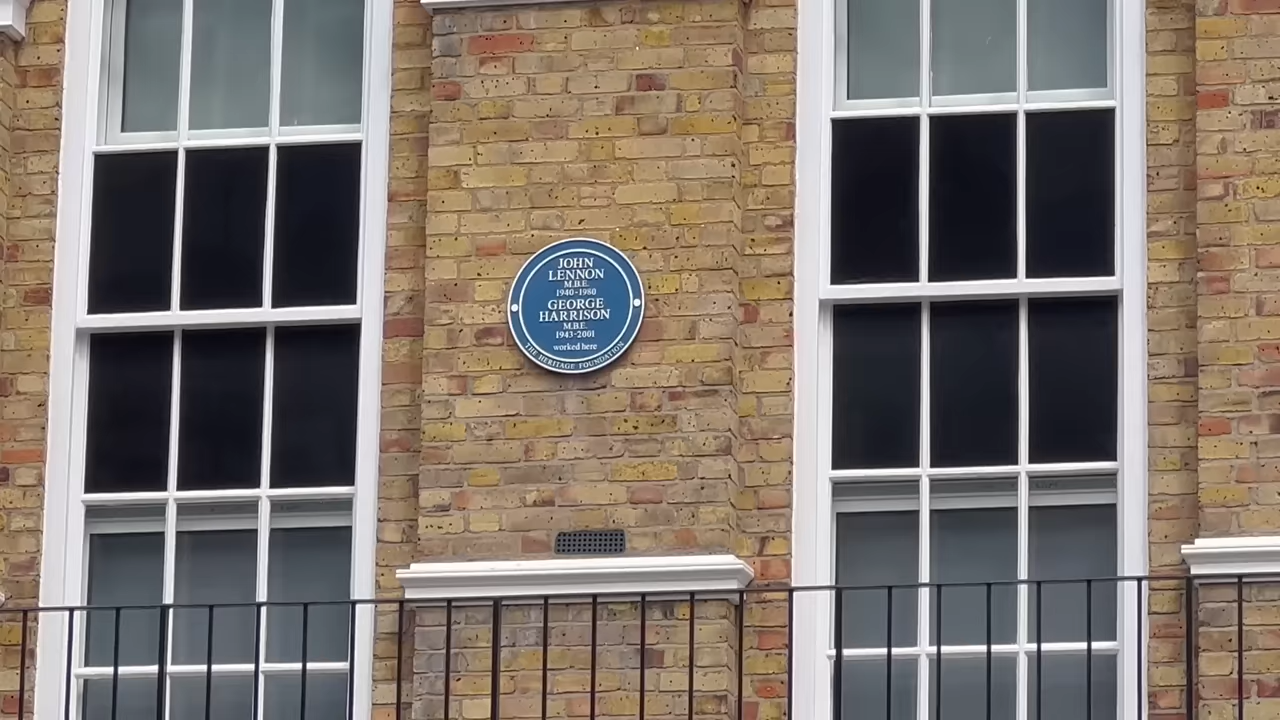 JOHN
LENNON
M.B.E.
1940-1980
GEORGE
HARRISON
M.B.E.
1943-2001
worked here
THE HERITAGE FOUNDATION